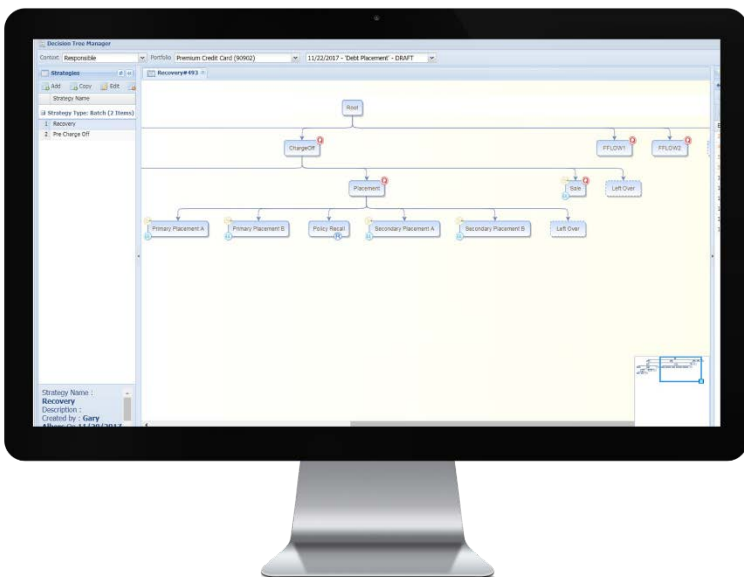 Decision Tree Manager
Context: Responsible Portfolio Premium Credit Card (90902) 11/22/2017 - 'Debt Placement' - DRAFT
Strategies
Recovery#493
Add Copy Edit
Strategy Name
Strategy Type: Batch (2 Items)
1 Recovery
2 Pre Charge Off
Root
ChargeOff FFLOW1 FFLOW2
Placement Sale Left Over
Primary Placement A Primary Placement B Policy Recall Secondary Placement A Secondary Placement B Left Over
Strategy Name :
Recovery
Description :
Created by : Gary